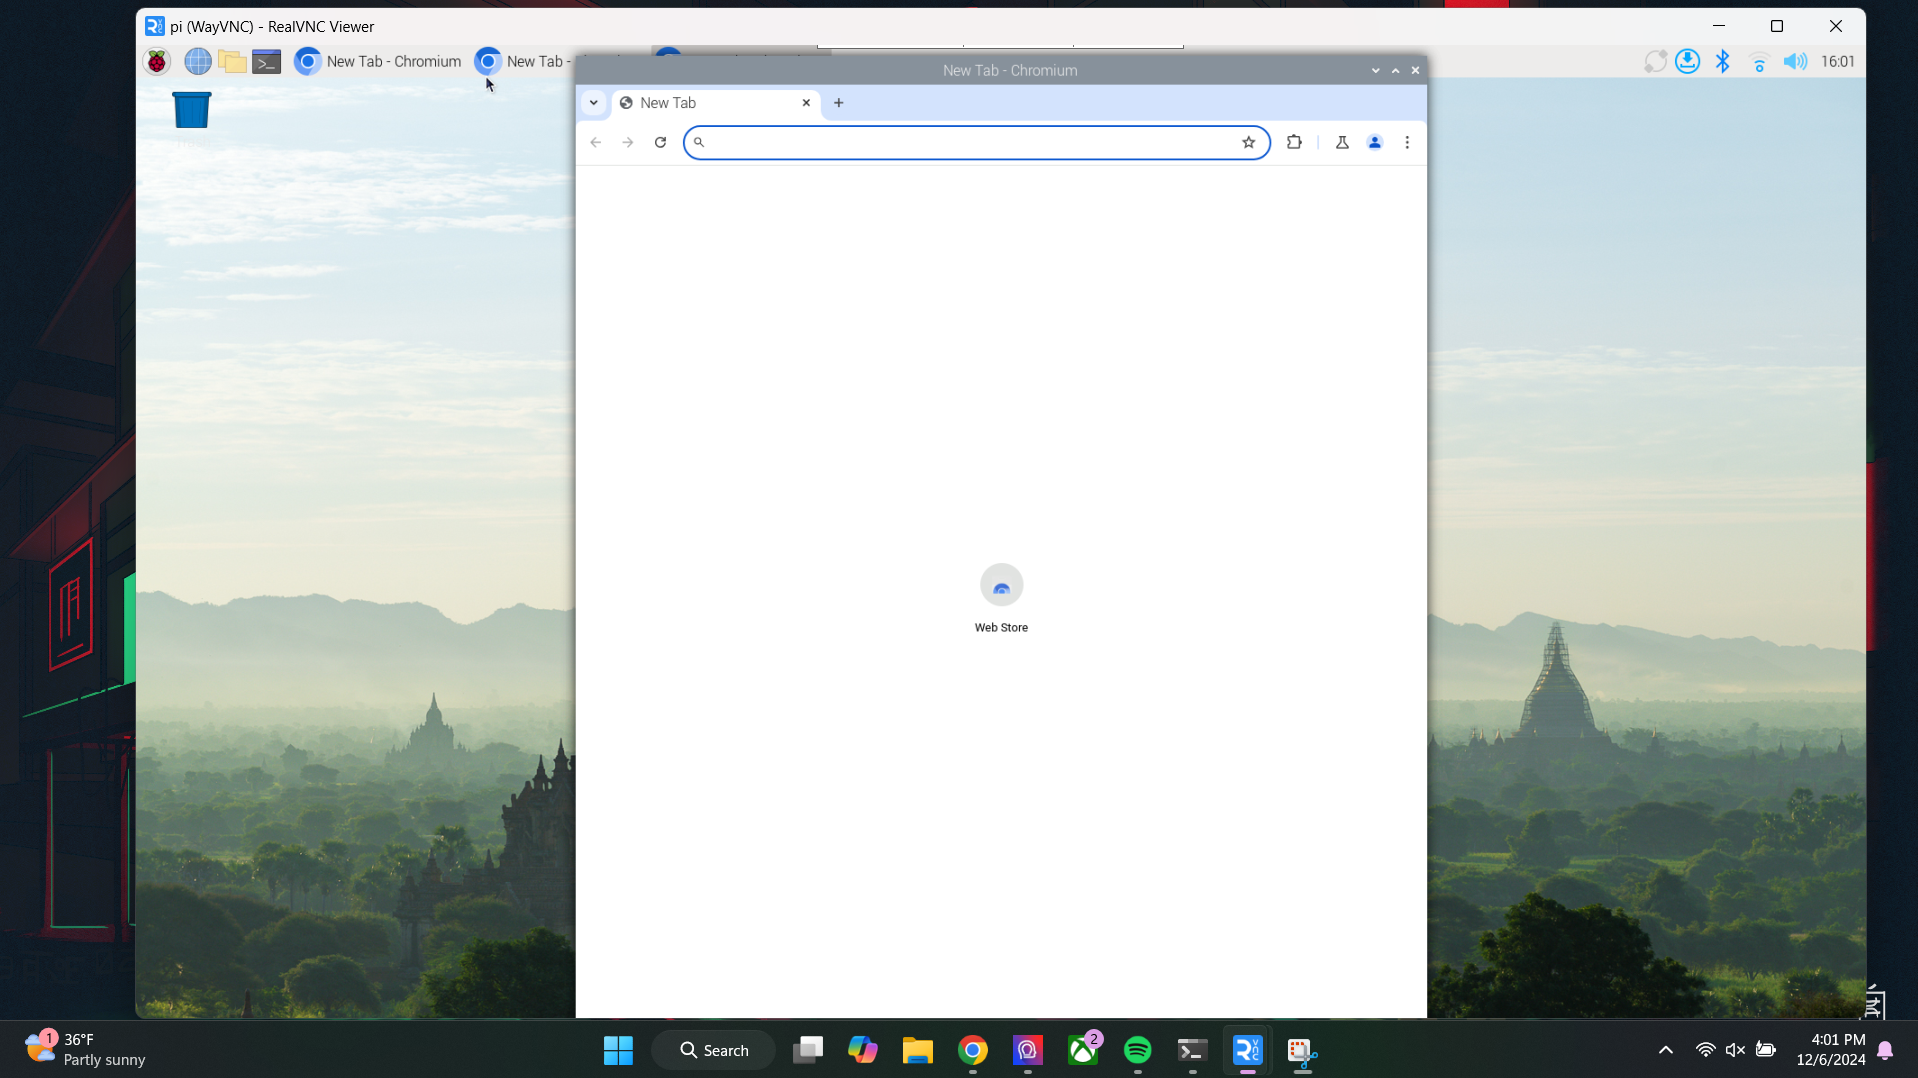 pi (WayVNC) - RealVNC Viewer
New Tab - Chromium
New Tab -
16:01
New Tab - Chromium
New Tab
Web Store
1
36°F
Partly sunny
Search
2
4:01 PM
12/6/2024